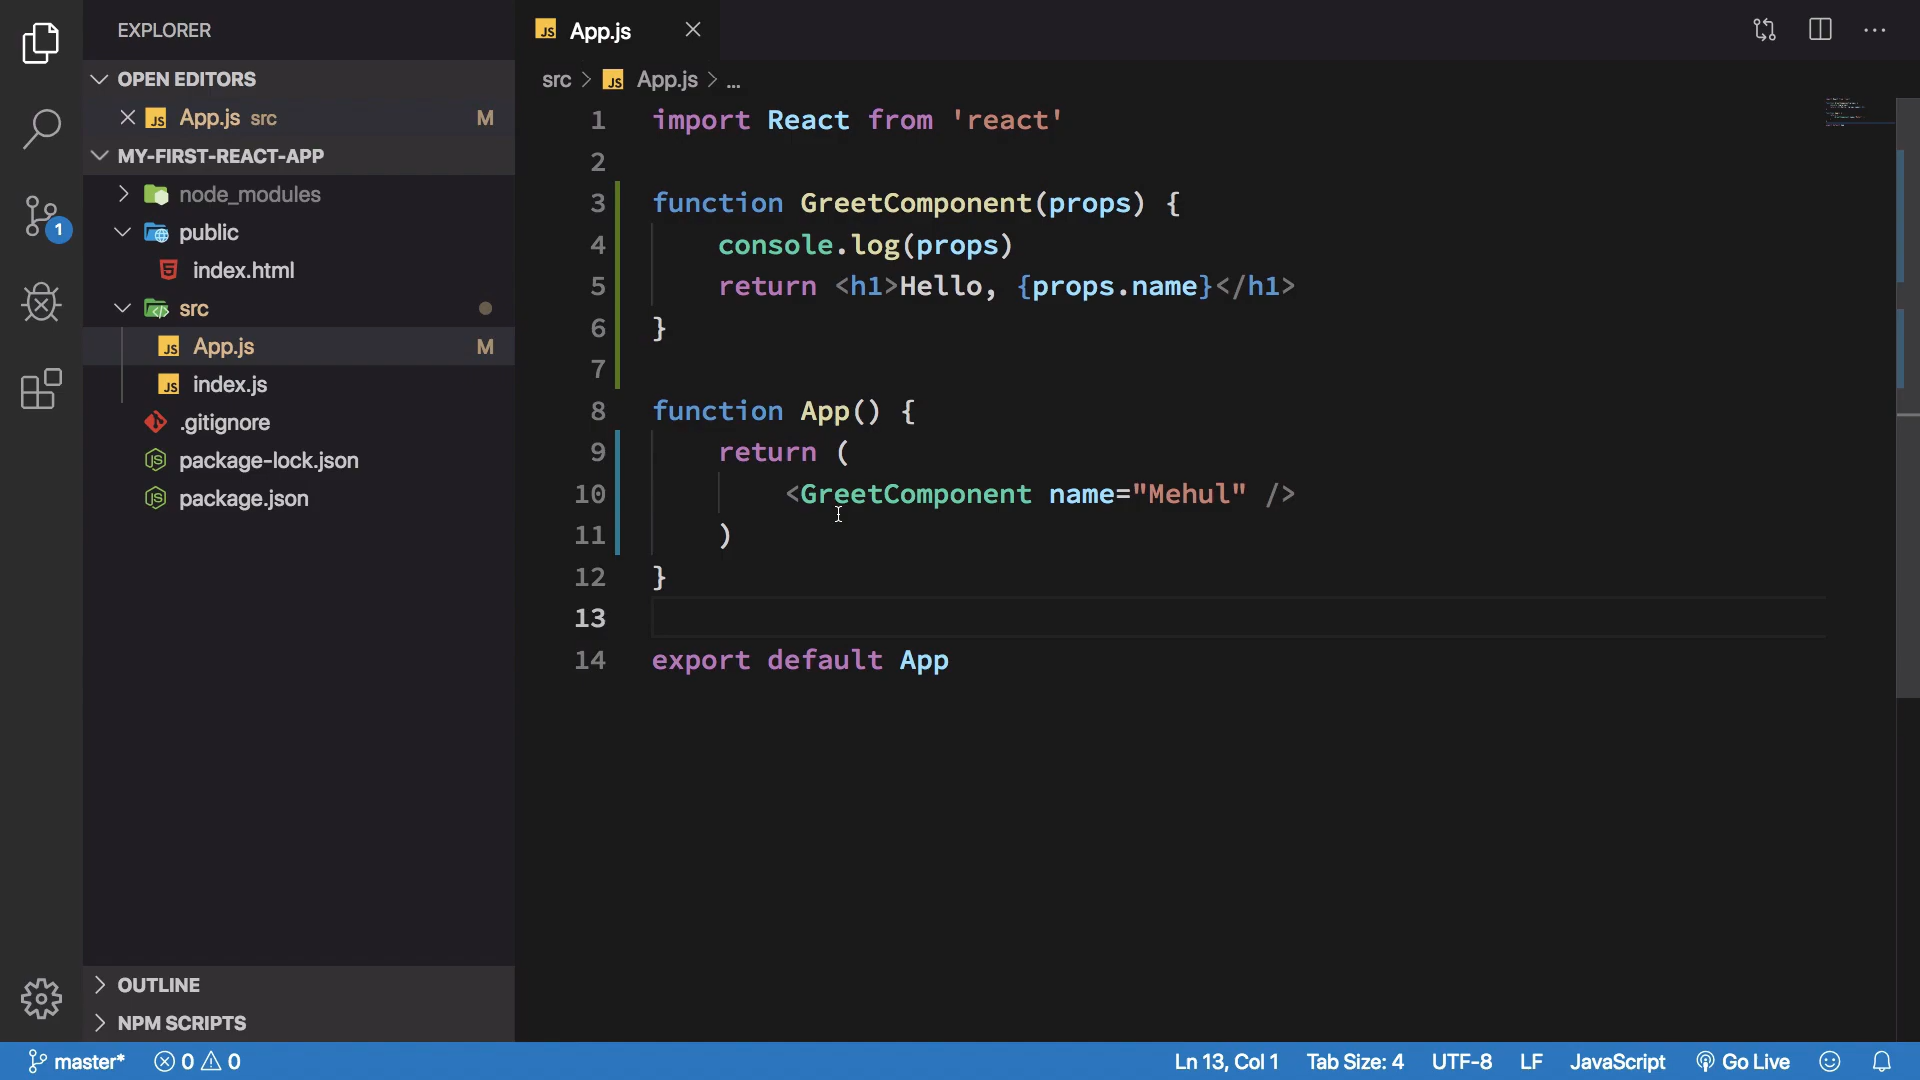 EXPLORER
OPEN EDITORS
App.js src M
MY-FIRST-REACT-APP
node_modules
public
index.html
src
App.js M
index.js
.gitignore
package-lock.json
package.json
OUTLINE
NPM SCRIPTS
1
App.js
src > App.js > ...
1 import React from 'react'
2
3 function GreetComponent(props) {
4     console.log(props)
5     return <h1>Hello, {props.name}</h1>
6 }
7
8 function App() {
9     return (
10         <GreetComponent name="Mehul" />
11     )
12 }
13
14 export default App
master* 0 0 Ln 13, Col 1 Tab Size: 4 UTF-8 LF JavaScript Go Live